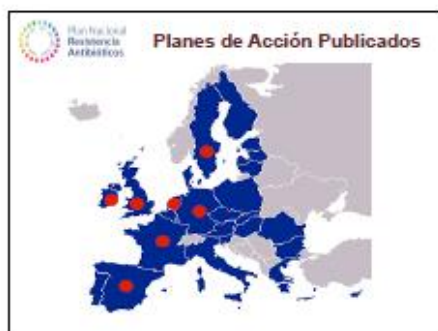 Plan Nacional
Resistencia
Antibióticos
Planes de Acción Publicados